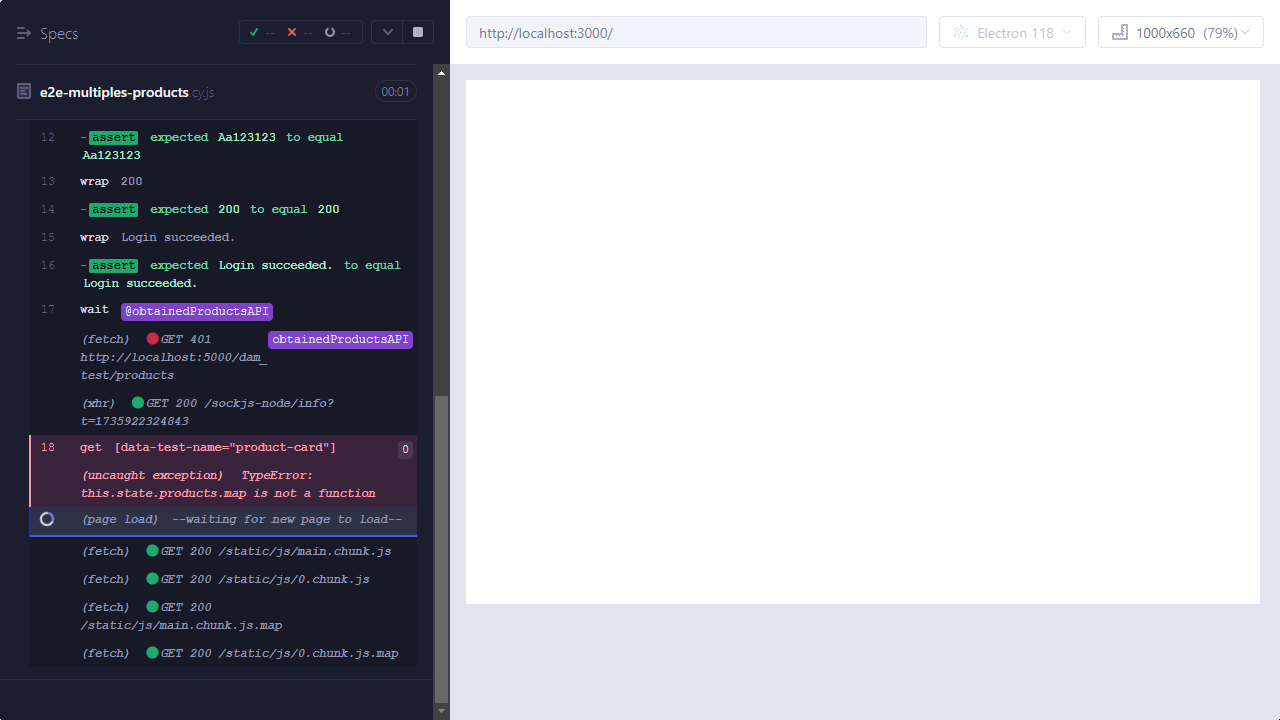 Specs
--
--
--
http://localhost:3000/
Electron 118
1000x660 (79%)
e2e-multiples-products.cy.js
00:01
12 -assert expected Aa123123 to equal
Aa123123
13 wrap 200
14 -assert expected 200 to equal 200
15 wrap Login succeeded.
16 -assert expected Login succeeded. to equal
Login succeeded.
17 wait @obtainedProductsAPI
(fetch) GET 401 obtainedProductsAPI
http://localhost:5000/dam_
test/products
(xhr) GET 200 /sockjs-node/info?
t=1735922324843
18 get [data-test-name="product-card"] 0
(uncaught exception) TypeError:
this.state.products.map is not a function
(page load) --waiting for new page to load--
(fetch) GET 200 /static/js/main.chunk.js
(fetch) GET 200 /static/js/0.chunk.js
(fetch) GET 200
/static/js/main.chunk.js.map
(fetch) GET 200 /static/js/0.chunk.js.map